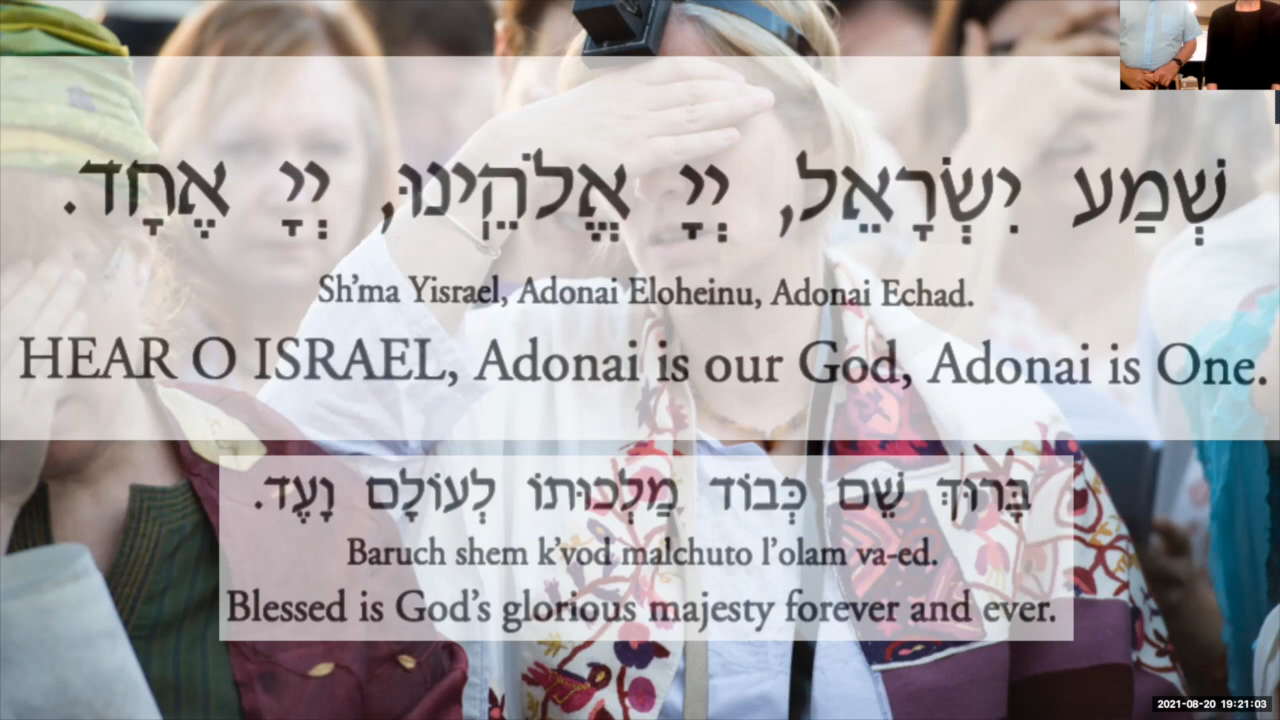 שְׁמַע יִשְׂרָאֵל, יְיָ אֱלֹהֵֽינוּ, יְיָ אֶחָד.
Sh’ma Yisrael, Adonai Eloheinu, Adonai Echad.
HEAR O ISRAEL, Adonai is our God, Adonai is One.
בָּרוּךְ שֵׁם כְּבוֹד מַלְכוּתוֹ לְעוֹלָם וָעֶד.
Baruch shem k’vod malchuto l’olam va-ed.
Blessed is God’s glorious majesty forever and ever.
2021-08-20 19:21:03